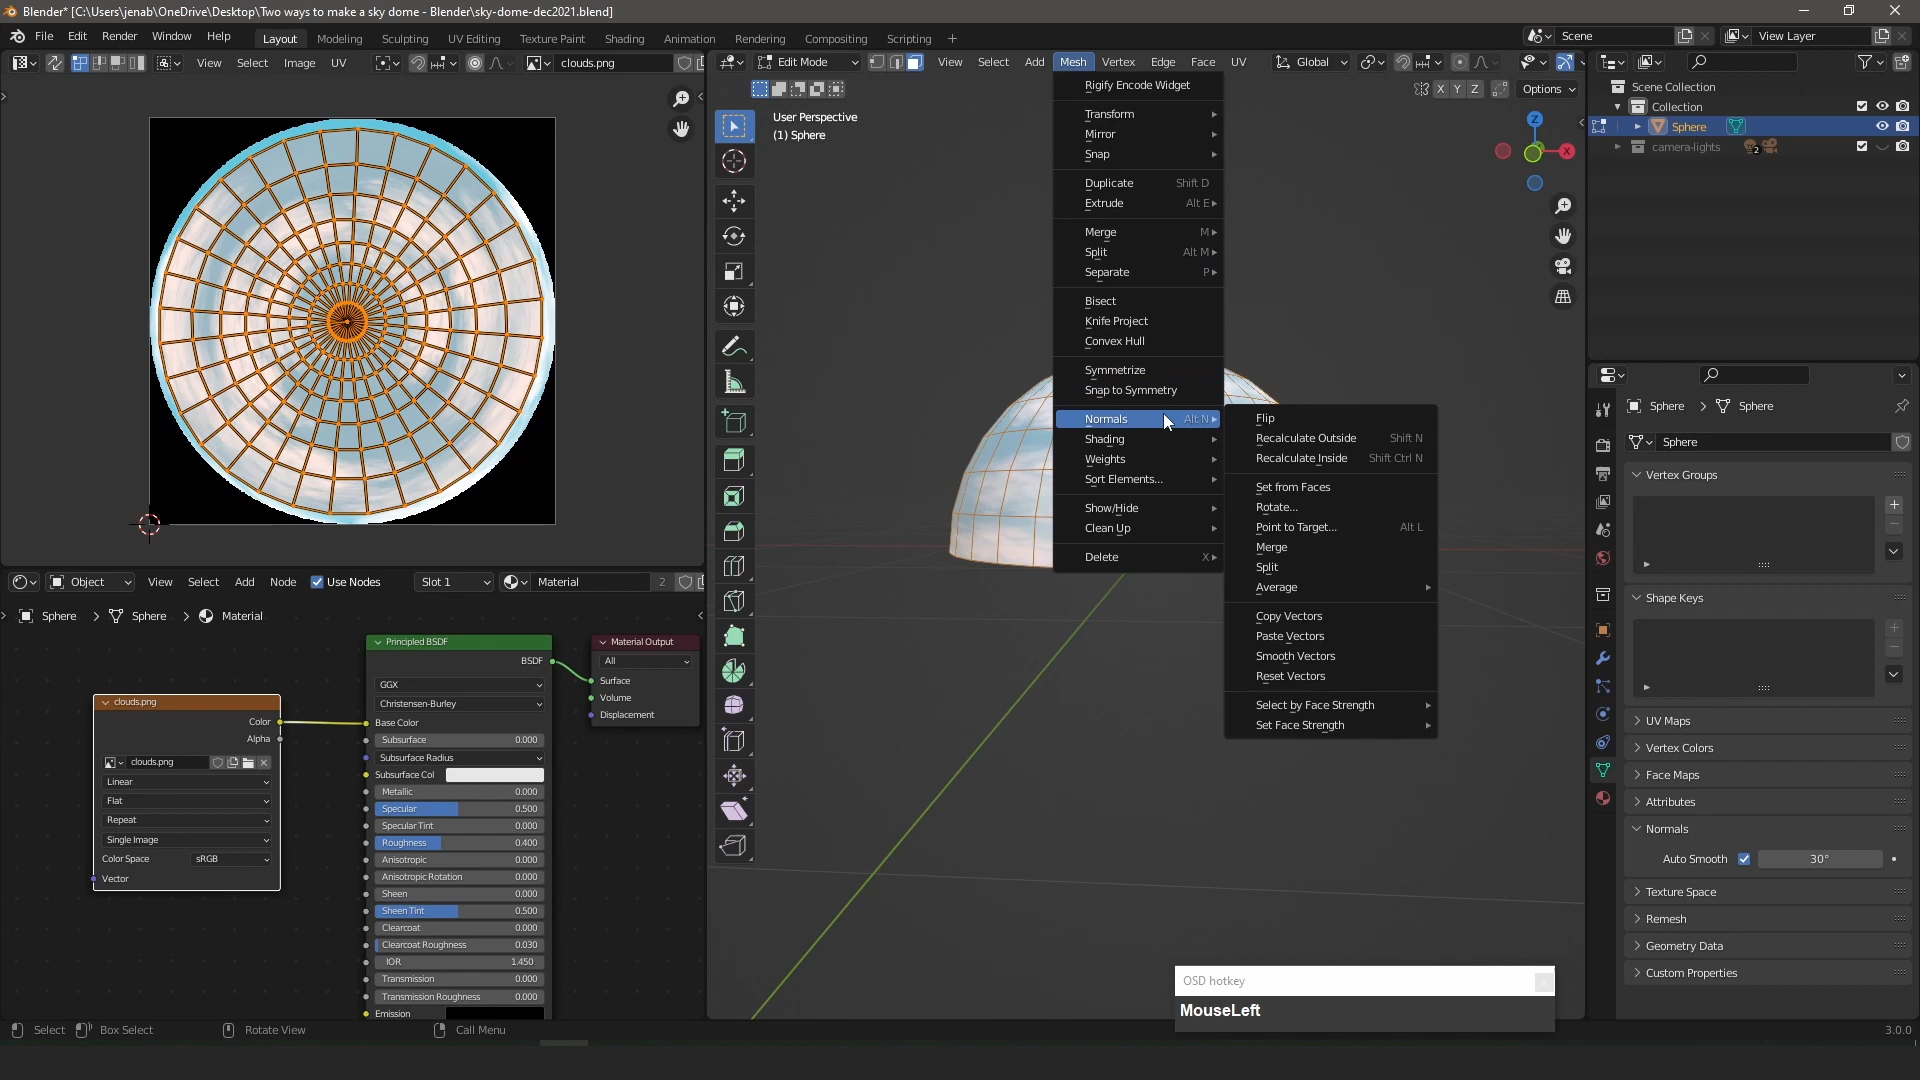 Blender* [C:\Users\jenab\OneDrive\Desktop\Two ways to make a sky dome - Blender\sky-dome-dec2021.blend]
File Edit Render Window Help Layout Modeling Sculpting UV Editing Texture Paint Shading Animation Rendering Compositing Scripting + Scene View Layer
View Select Image UV clouds.png
Edit Mode View Select Add Mesh Vertex Edge Face UV Global
X Y Z Options
User Perspective
(1) Sphere
Z
X
Rigify Encode Widget
Transform
Mirror
Snap
Duplicate Shift D
Extrude Alt E
Merge M
Split Alt M
Separate P
Bisect
Knife Project
Convex Hull
Symmetrize
Snap to Symmetry
Normals Alt N
Shading
Weights
Sort Elements...
Show/Hide
Clean Up
Delete X
Flip
Recalculate Outside Shift N
Recalculate Inside Shift Ctrl N
Set from Faces
Rotate...
Point to Target... Alt L
Merge
Split
Average
Copy Vectors
Paste Vectors
Smooth Vectors
Reset Vectors
Select by Face Strength
Set Face Strength
Scene Collection
Collection
Sphere
camera-lights 2
Sphere Sphere
Sphere
Vertex Groups
Shape Keys
UV Maps
Vertex Colors
Face Maps
Attributes
Normals
Auto Smooth 30°
Texture Space
Remesh
Geometry Data
Custom Properties
Object View Select Add Node Use Nodes Slot 1 Material 2
Sphere Sphere Material
clouds.png
Color
Alpha
clouds.png
Linear
Flat
Repeat
Single Image
Color Space sRGB
Vector
Principled BSDF
BSDF
GGX
Christensen-Burley
Base Color
Subsurface 0.000
Subsurface Radius
Subsurface Col
Metallic 0.000
Specular 0.500
Specular Tint 0.000
Roughness 0.400
Anisotropic 0.000
Anisotropic Rotation 0.000
Sheen 0.000
Sheen Tint 0.500
Clearcoat 0.000
Clearcoat Roughness 0.030
IOR 1.450
Transmission 0.000
Transmission Roughness 0.000
Emission
Material Output
All
Surface
Volume
Displacement
OSD hotkey
MouseLeft
Select Box Select Rotate View Call Menu 3.0.0